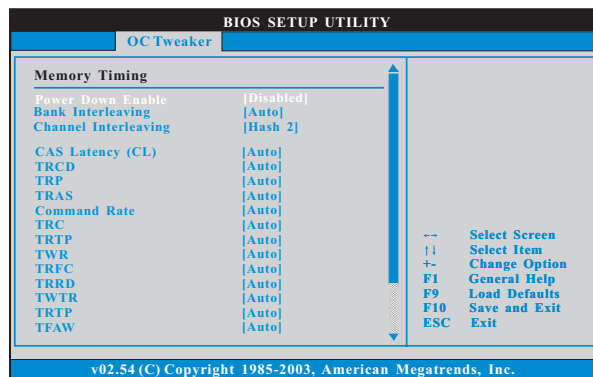 BIOS SETUP UTILITY
OC Tweaker
Memory Timing
Power Down Enable [Disabled]
Bank Interleaving [Auto]
Channel Interleaving [Hash 2]
CAS Latency (CL) [Auto]
TRCD [Auto]
TRP [Auto]
TRAS [Auto]
Command Rate [Auto]
TRC [Auto]
TRTP [Auto]
TWR [Auto]
TRFC [Auto]
TRRD [Auto]
TWTR [Auto]
TRTP [Auto]
TFAW [Auto]
←→ Select Screen
↑↓ Select Item
+- Change Option
F1 General Help
F9 Load Defaults
F10 Save and Exit
ESC Exit
v02.54 (C) Copyright 1985-2003, American Megatrends, Inc.